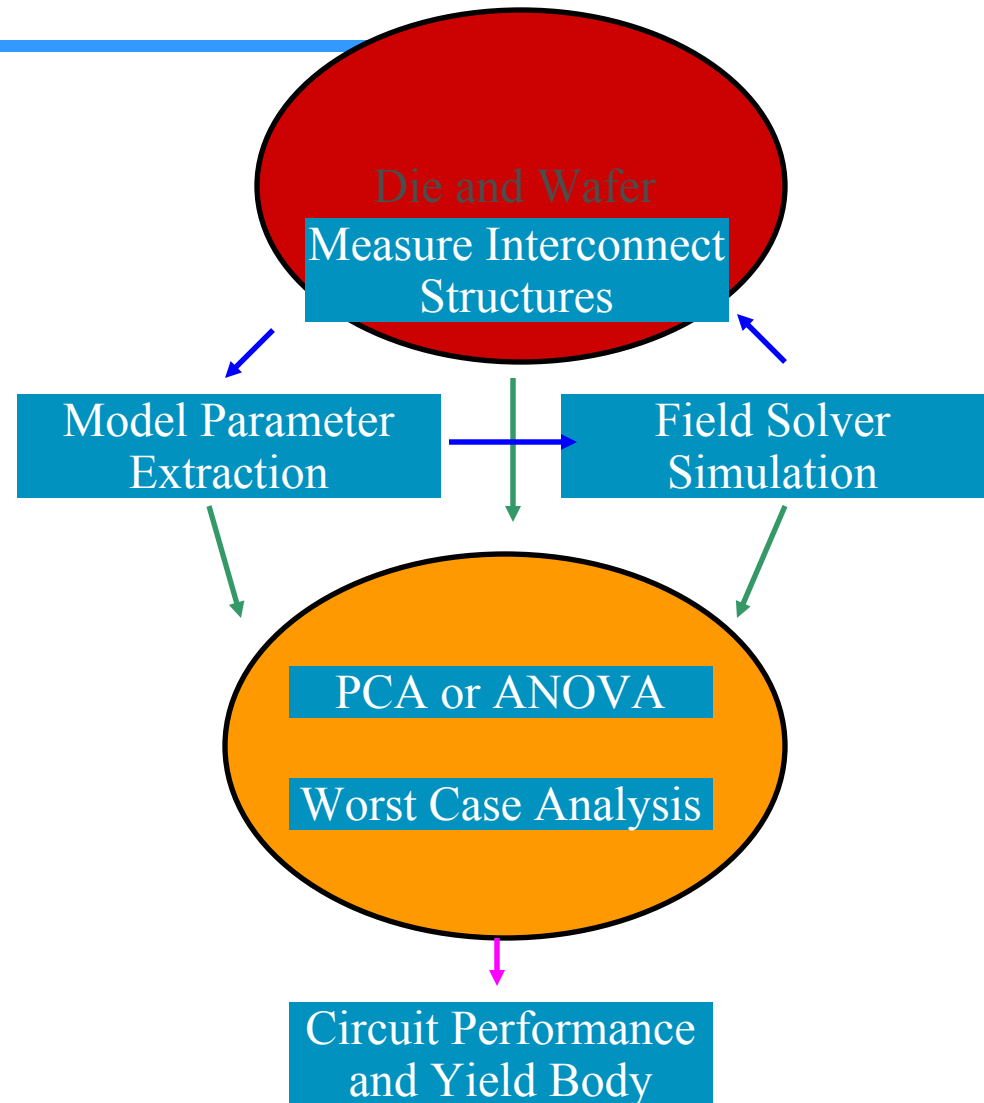 Die and Wafer
Measure Interconnect
Structures
Model Parameter
Extraction
Field Solver
Simulation
PCA or ANOVA
Worst Case Analysis
Circuit Performance
and Yield Body